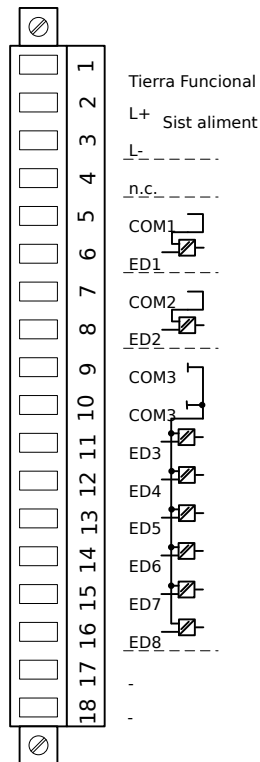 1
Tierra Funcional
2
L+ Sist aliment
3
L-
4
n.c.
5
COM1
6
ED1
7
COM2
8
ED2
9
COM3
10
COM3
11
ED3
12
ED4
13
ED5
14
ED6
15
ED7
16
ED8
17
-
18
-